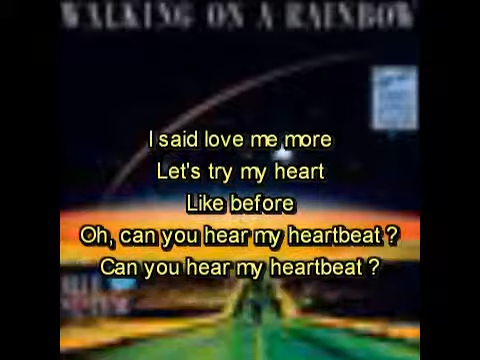 WALKING ON A RAINBOW
I said love me more
Let's try my heart
Like before
Oh, can you hear my heartbeat ?
Can you hear my heartbeat ?